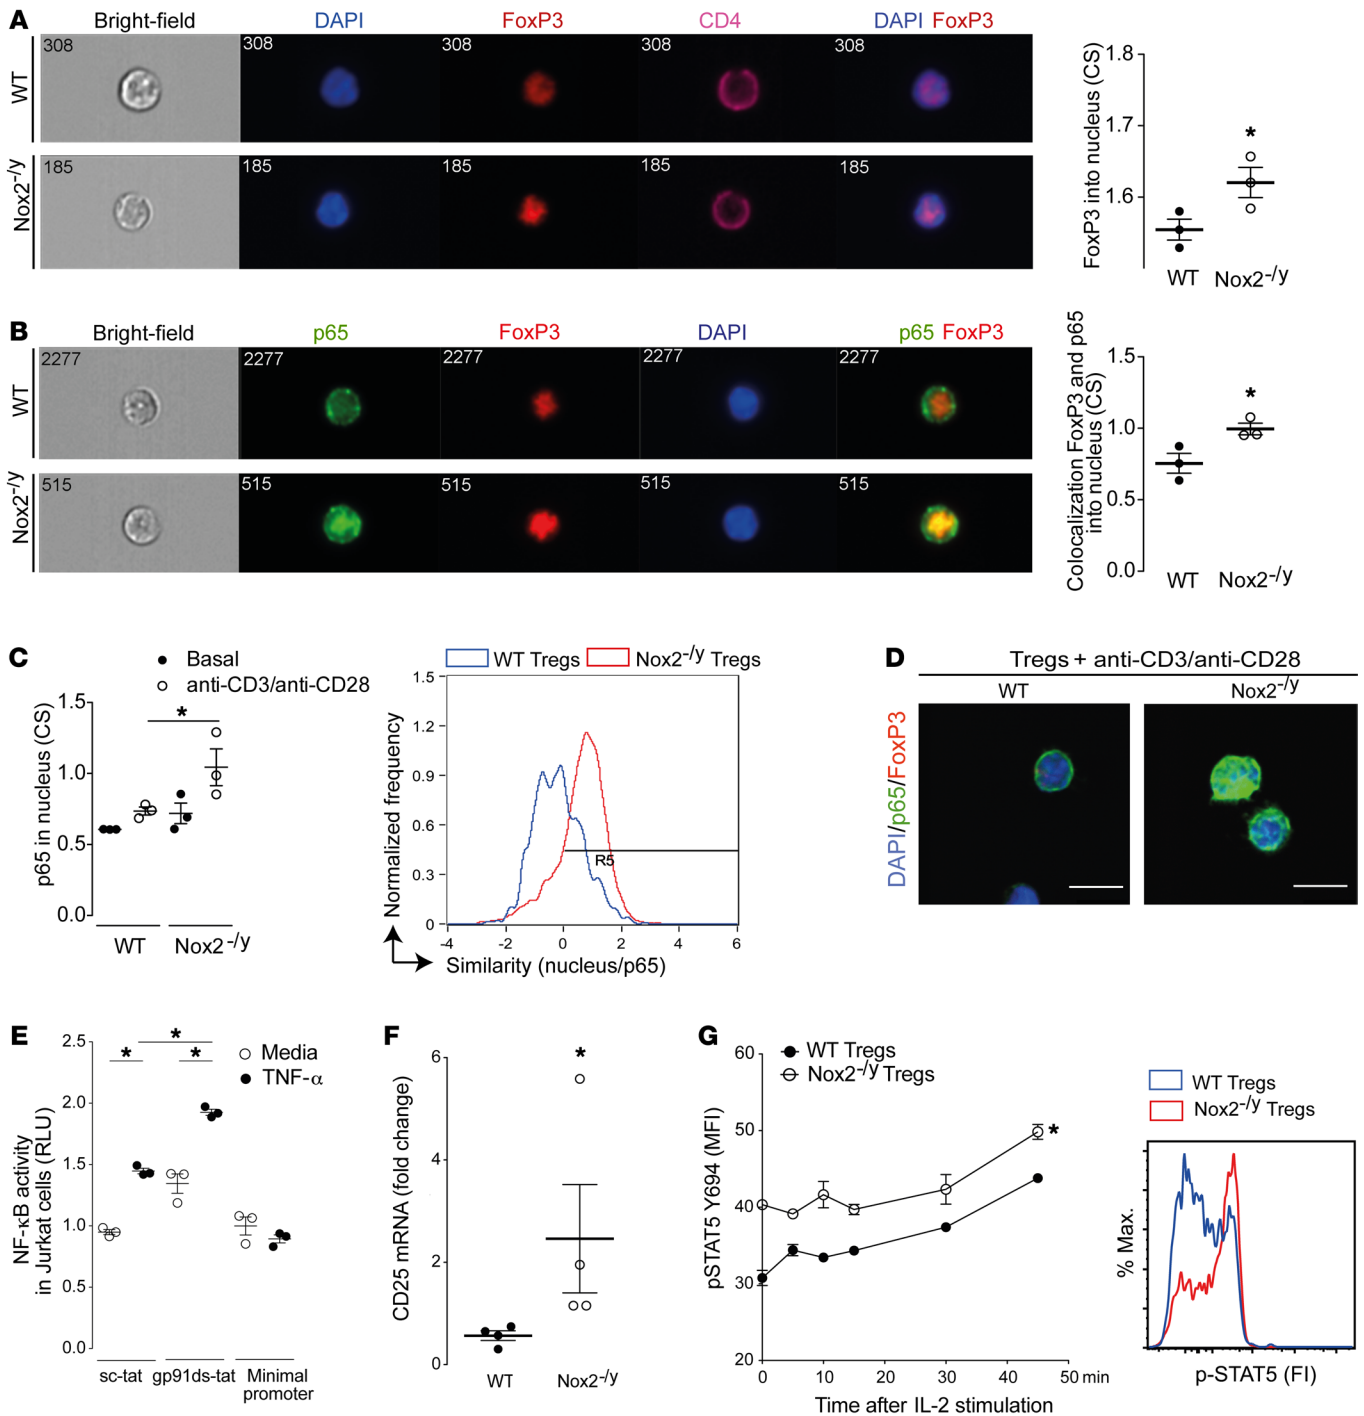 A
Bright-field DAPI FoxP3 CD4 DAPI FoxP3
WT
308 308 308 308 308
Nox2-/y
185 185 185 185 185
FoxP3 into nucleus (CS)
1.8
1.7
1.6
*
WT Nox2-/y
B
Bright-field p65 FoxP3 DAPI p65 FoxP3
WT
2277 2277 2277 2277 2277
Nox2-/y
515 515 515 515 515
Colocalization FoxP3 and p65
into nucleus (CS)
1.5
1.0
0.5
0.0
*
WT Nox2-/y
C
Basal
anti-CD3/anti-CD28
p65 in nucleus (CS)
1.5
1.0
0.5
0.0
*
WT Nox2-/y
WT Tregs Nox2-/y Tregs
Normalized frequency
1.5
1.2
0.9
0.6
0.3
0
R5
-4 -2 0 2 4 6
Similarity (nucleus/p65)
D
Tregs + anti-CD3/anti-CD28
WT Nox2-/y
DAPI/p65/FoxP3
E
NF-κB activity
in Jurkat cells (RLU)
2.5
2.0
1.5
1.0
0.5
0.0
*
* *
Media
TNF-α
sc-tat gp91ds-tat Minimal
promoter
F
CD25 mRNA (fold change)
6
4
2
0
*
WT Nox2-/y
G
WT Tregs
Nox2-/y Tregs
pSTAT5 Y694 (MFI)
60
50
40
30
20
*
0 10 20 30 40 50 min
Time after IL-2 stimulation
WT Tregs
Nox2-/y Tregs
% Max.
p-STAT5 (FI)